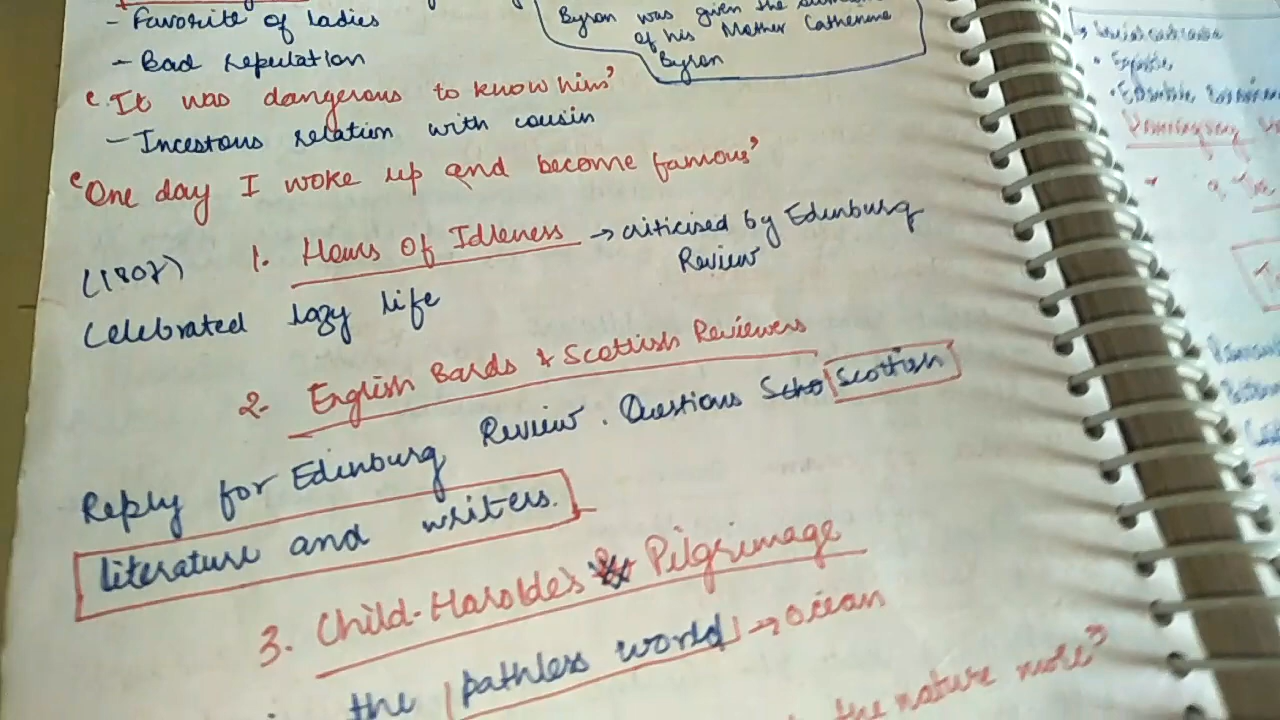 - Favorite of ladies
- Bad reputation
Byron was given the
of his Mother Catherine
Byron
"It was dangerous to know him"
- Incestous relation with cousin
"One day I woke up and become famous"
(1807) 1. Hours Of Idleness → criticised by Edinburg
Review
Celebrated lazy life
2. English Bards & Scottish Reviewers
Reply for Edinburg Review. Questions Scottish
literature and writers.
3. Child-Harolde's Pilgrimage
the pathless world → ocean
the nature more"